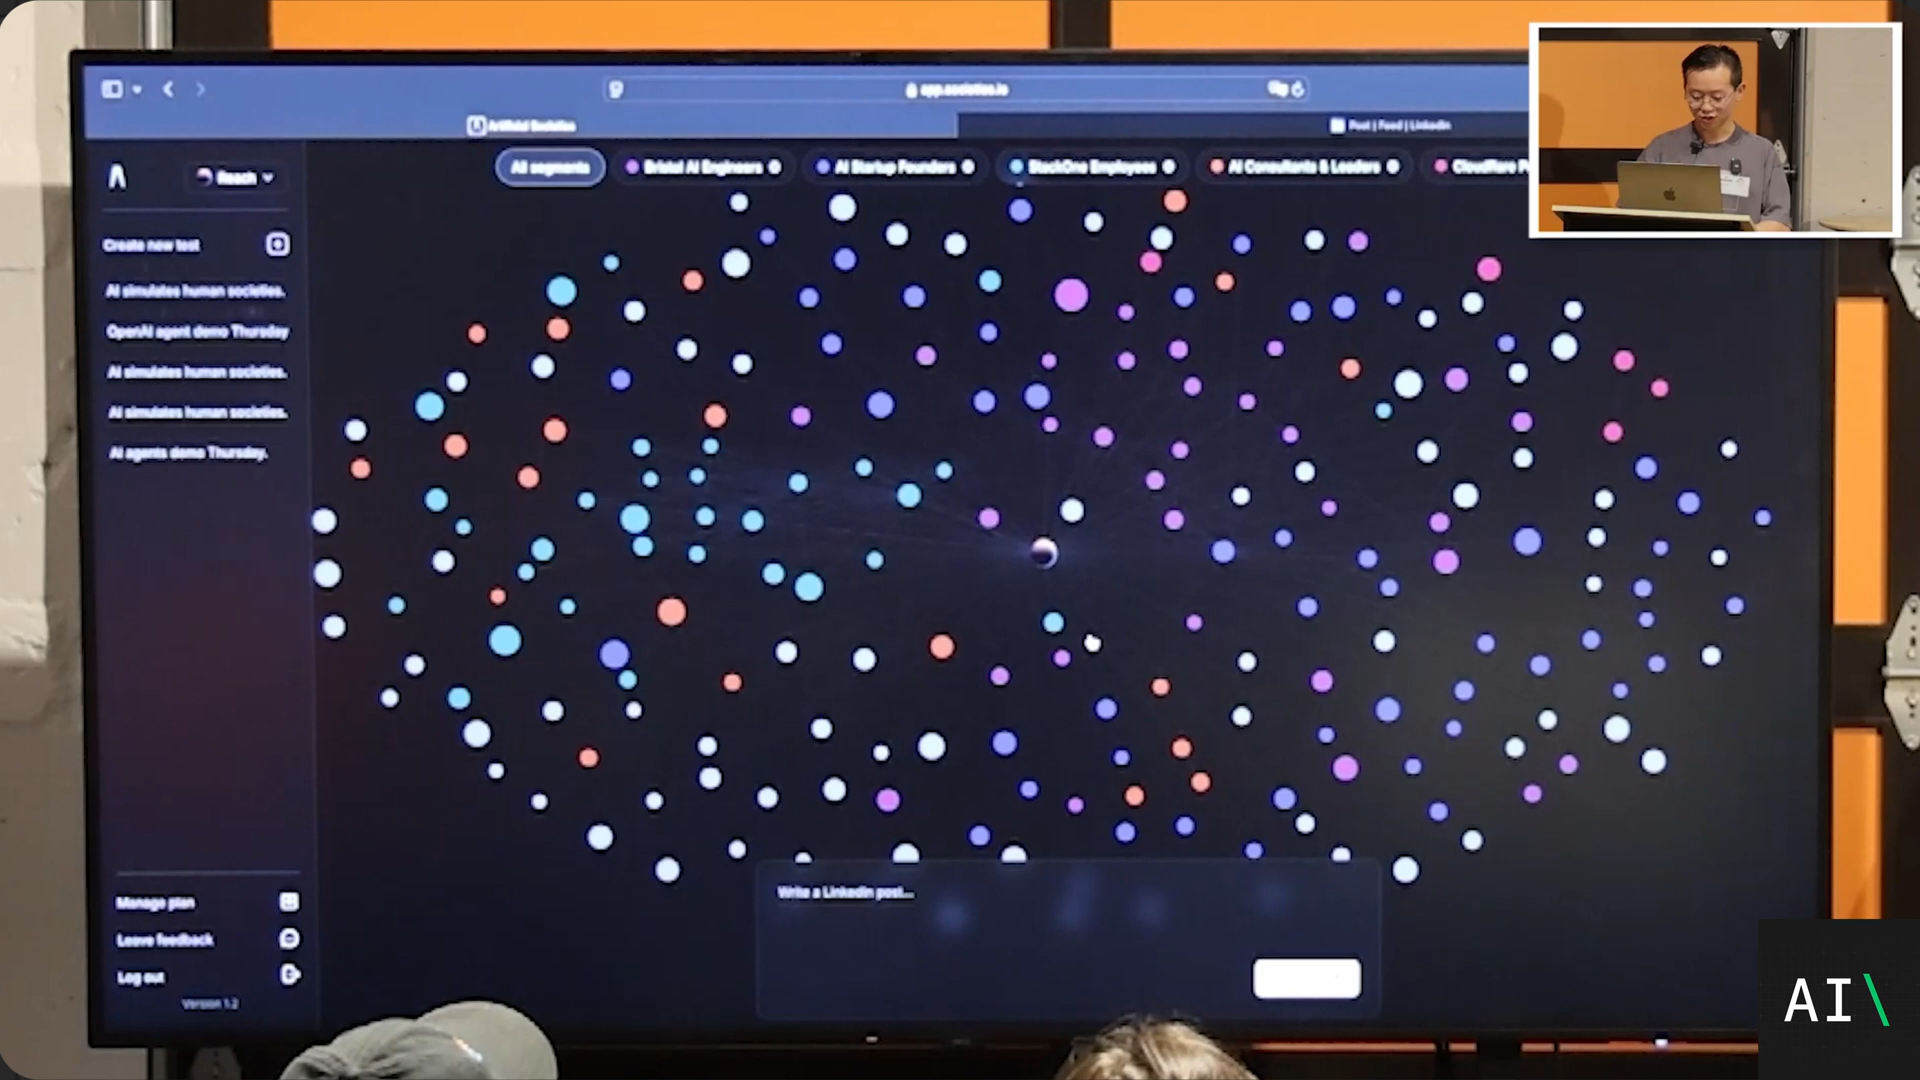 app.societies.io
Artificial Societies
Post | Feed | LinkedIn
Reach
All segments
Bristol AI Engineers
AI Startup Founders
StackOne Employees
AI Consultants & Leaders
Cloudflare
Create new test
AI simulates human societies.
OpenAI agent demo Thursday
AI simulates human societies.
AI simulates human societies.
AI agents demo Thursday.
Write a LinkedIn post...
Manage plan
Leave feedback
Log out
Version 1.2
AI\